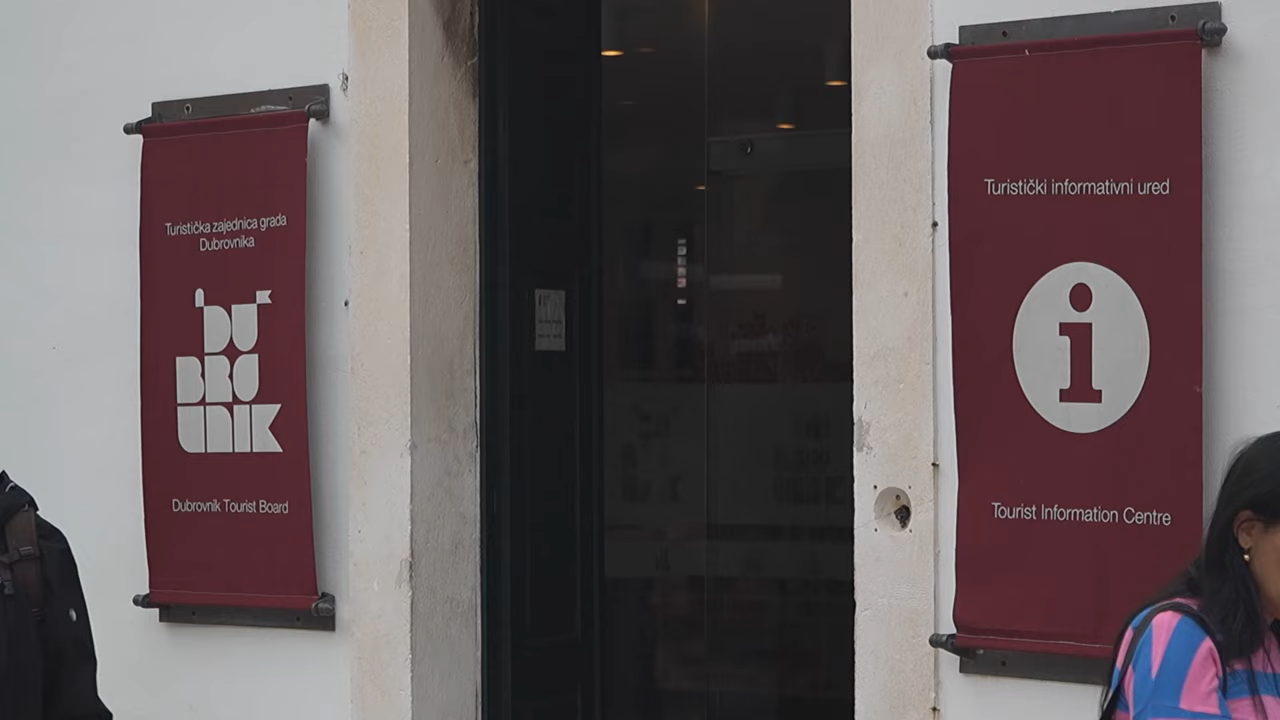 Turistička zajednica grada
Dubrovnika
DU
BRO
VNIK
Dubrovnik Tourist Board
Turistički informativni ured
i
Tourist Information Centre